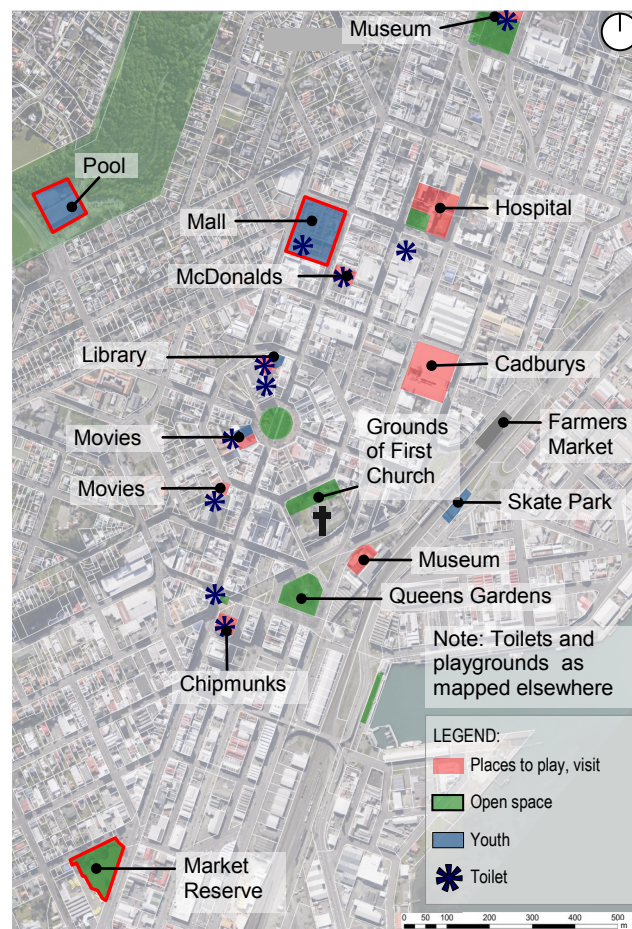 Museum
Pool
Mall
Hospital
McDonalds
Library
Cadburys
Grounds
of First
Church
Farmers
Market
Movies
Movies
Skate Park
Museum
Queens Gardens
Chipmunks
Note: Toilets and
playgrounds as
mapped elsewhere
LEGEND:
Places to play, visit
Open space
Youth
Toilet
Market
Reserve
0 50 100 200 300 400 500
m